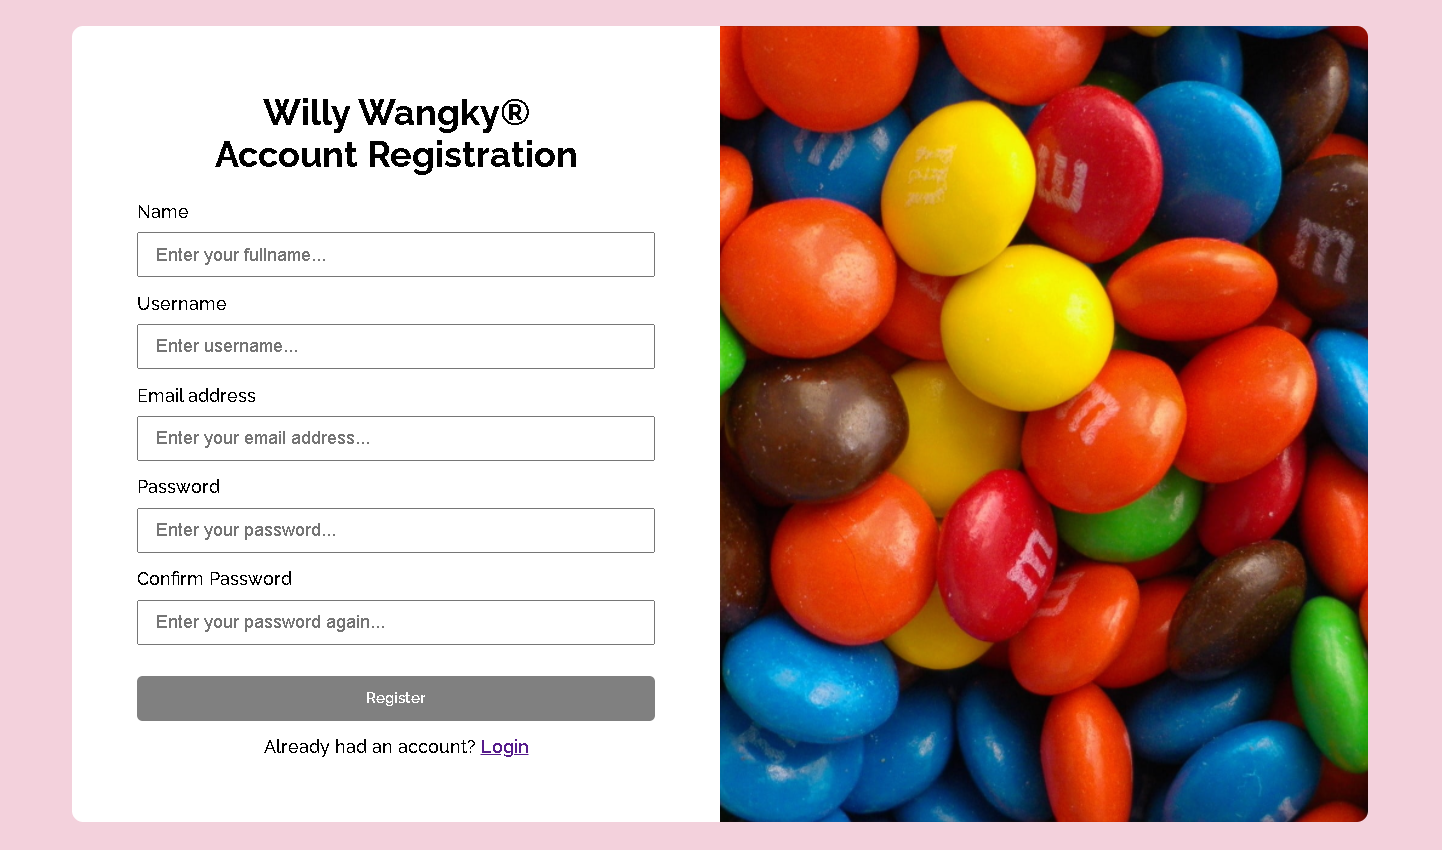 Willy Wangky®
Account Registration
Name
Enter your fullname...
Username
Enter username...
Email address
Enter your email address...
Password
Enter your password...
Confirm Password
Enter your password again...
Register
Already had an account? Login
m
m
m
m
m
m
m